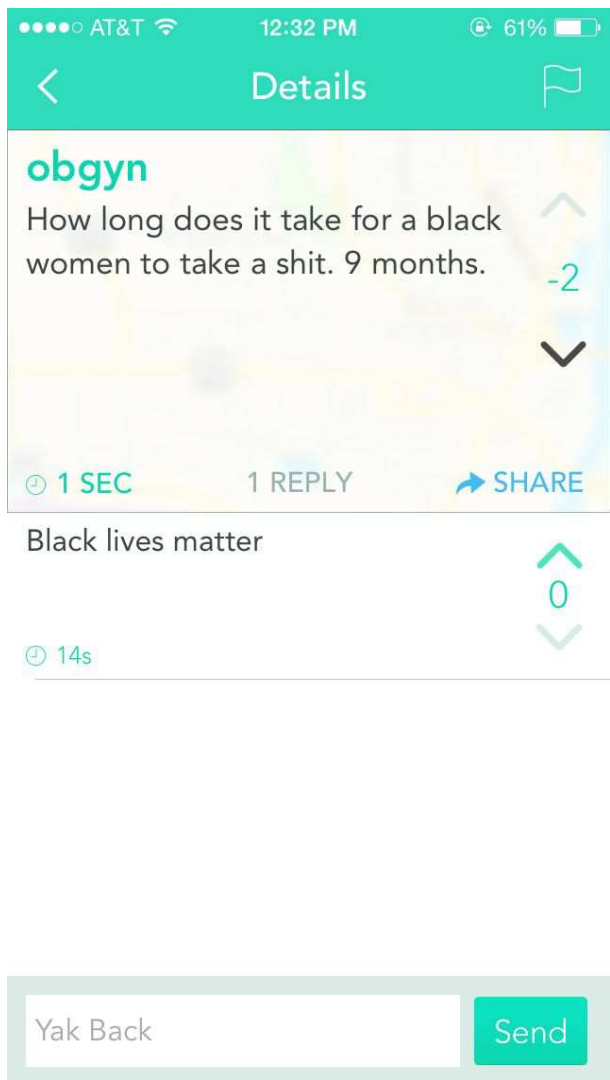 AT&T 12:32 PM 61%
Details
obgyn
How long does it take for a black
women to take a shit. 9 months.
-2
1 SEC 1 REPLY SHARE
Black lives matter
0
14s
Yak Back Send